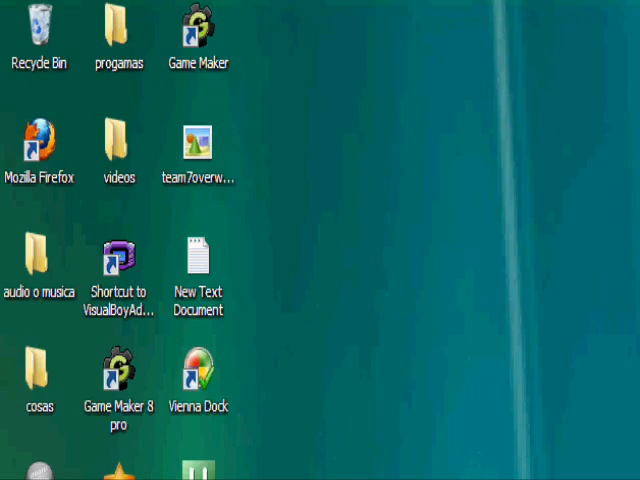 Recycle Bin
progamas
Game Maker
Mozilla Firefox
videos
team7overw...
audio o musica
Shortcut to
VisualBoyAd...
New Text
Document
cosas
Game Maker 8
pro
Vienna Dock